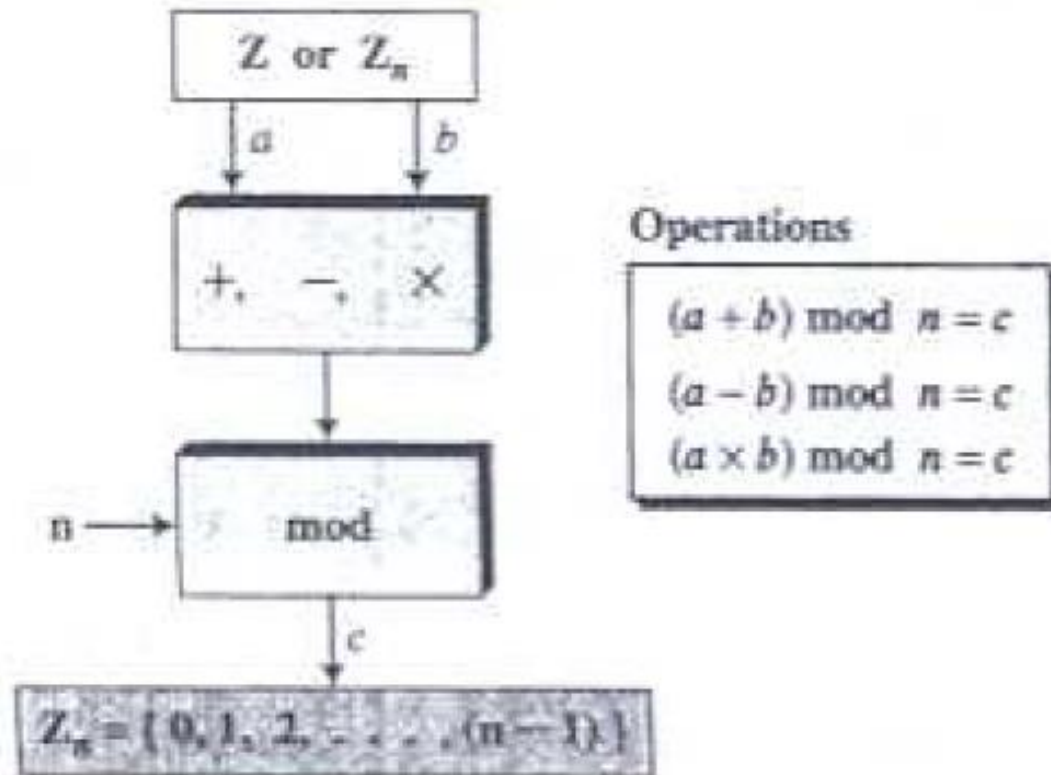 Z or Zₙ
a b
+, −, ×
Operations
(a + b) mod n = c
(a − b) mod n = c
(a × b) mod n = c
n
mod
c
Zₙ = { 0, 1, 2, . . . , (n − 1) }